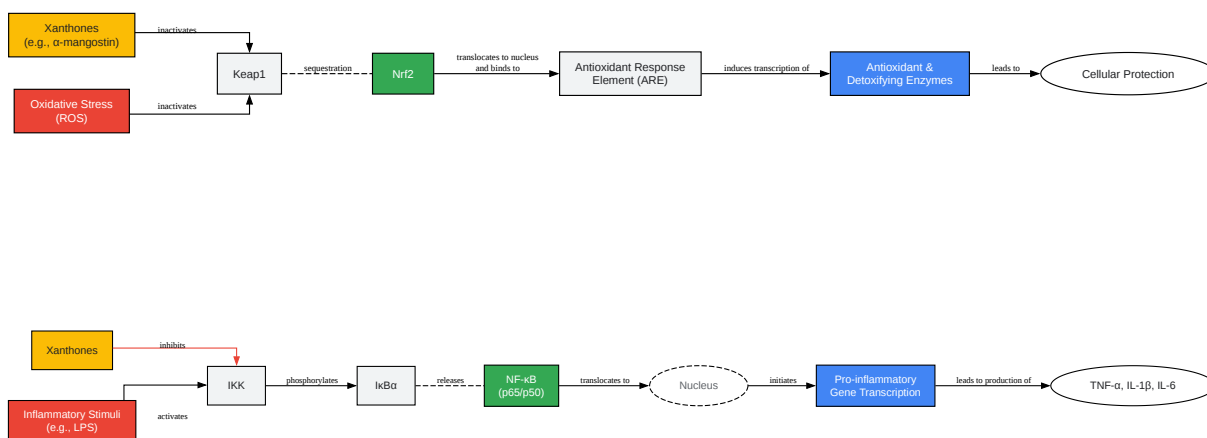 Xanthones
(e.g., α-mangostin)
inactivates
Oxidative Stress
(ROS)
inactivates
Keap1
sequestration
Nrf2
translocates to nucleus
and binds to
Antioxidant Response
Element (ARE)
induces transcription of
Antioxidant &
Detoxifying Enzymes
leads to
Cellular Protection
Xanthones
inhibits
Inflammatory Stimuli
(e.g., LPS)
activates
IKK
phosphorylates
IκBα
releases
NF-κB
(p65/p50)
translocates to
Nucleus
initiates
Pro-inflammatory
Gene Transcription
leads to production of
TNF-α, IL-1β, IL-6